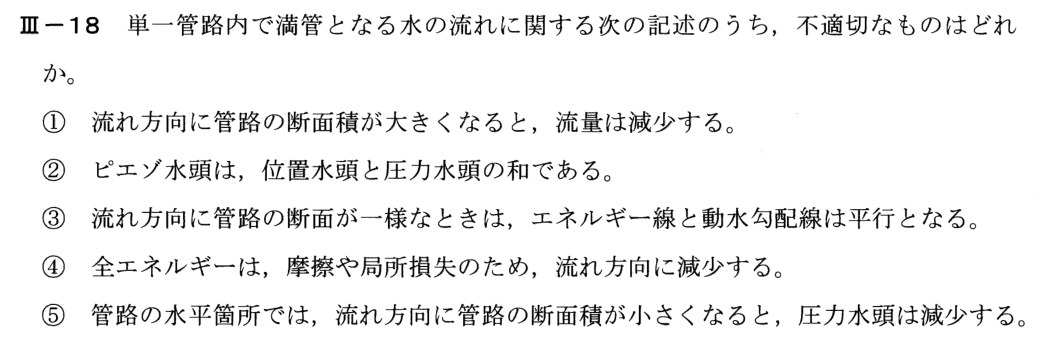 Ⅲ－18　単一管路内で満管となる水の流れに関する次の記述のうち，不適切なものはどれ
か。
①　流れ方向に管路の断面積が大きくなると，流量は減少する。
②　ピエゾ水頭は，位置水頭と圧力水頭の和である。
③　流れ方向に管路の断面が一様なときは，エネルギー線と動水勾配線は平行となる。
④　全エネルギーは，摩擦や局所損失のため，流れ方向に減少する。
⑤　管路の水平箇所では，流れ方向に管路の断面積が小さくなると，圧力水頭は減少する。